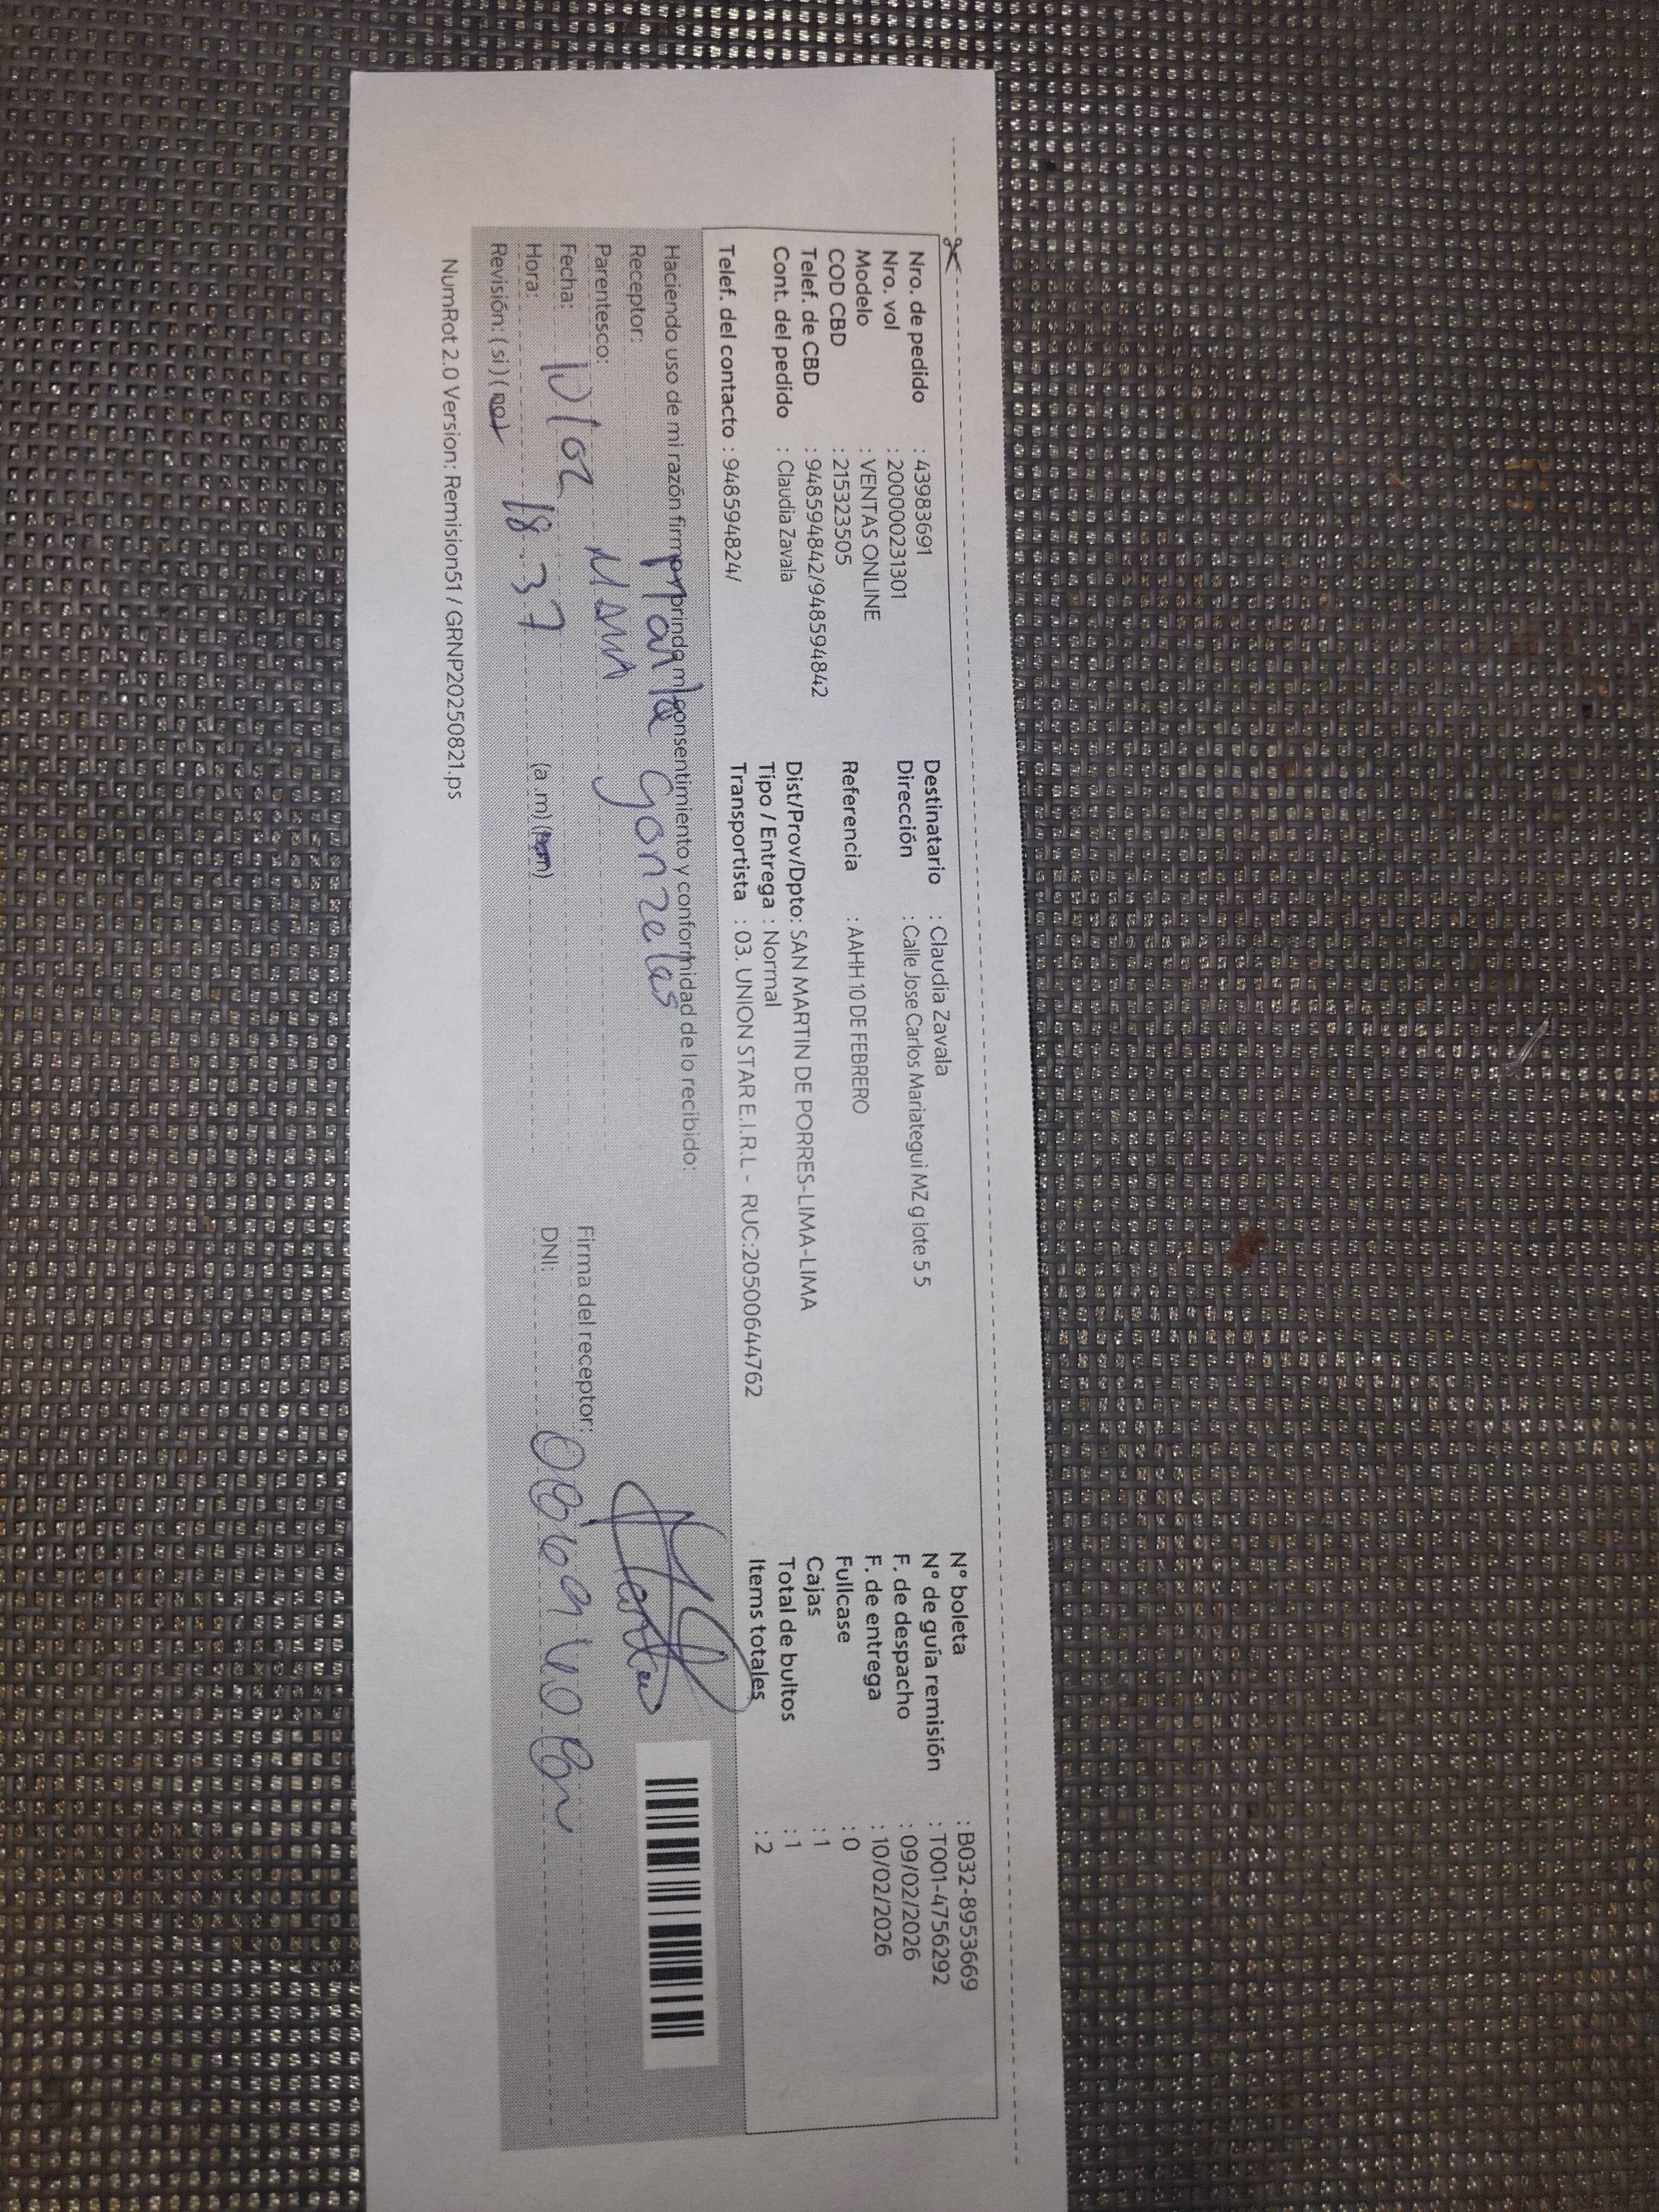 Nro. de pedido : 43983691
Nro. vol : 200000231301
Modelo : VENTAS ONLINE
COD CBD : 215323505
Telef. de CBD : 948594842/948594842
Cont. del pedido : Claudia Zavala
Telef. del contacto : 948594824/
Destinatario : Claudia Zavala
Dirección : Calle Jose Carlos Mariategui MZ g lote 5 5
Referencia : AAHH 10 DE FEBRERO
Dist/Prov/Dpto: SAN MARTIN DE PORRES-LIMA-LIMA
Tipo / Entrega : Normal
Transportista : 03. UNION STAR E.I.R.L - RUC:20500644762
N° boleta : B032-8953669
N° de guía remisión : T001-4756292
F. de despacho : 09/02/2026
F. de entrega : 10/02/2026
Fullcase : 0
Cajas : 1
Total de bultos : 1
Items totales : 2
Haciendo uso de mi razón firmo brindo mi consentimiento y conformidad de lo recibido:
Receptor: Gonzeles
Parentesco:
Fecha: 10/02
Hora: 18:37 (a.m) (p.m)
Revisión: (si) (no)
Firma del receptor:
DNI:
NumRot 2.0 Version: Remision51 / GRNP20250821.ps